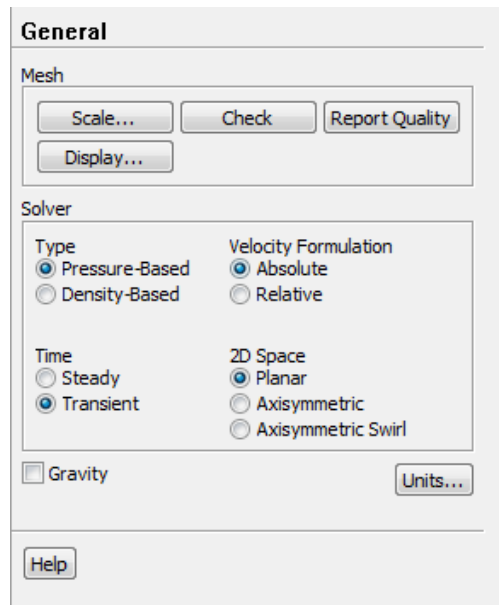 General
Mesh
Scale... Check Report Quality
Display...
Solver
Type Velocity Formulation
Pressure-Based Absolute
Density-Based Relative
Time 2D Space
Steady Planar
Transient Axisymmetric
Axisymmetric Swirl
Gravity Units...
Help